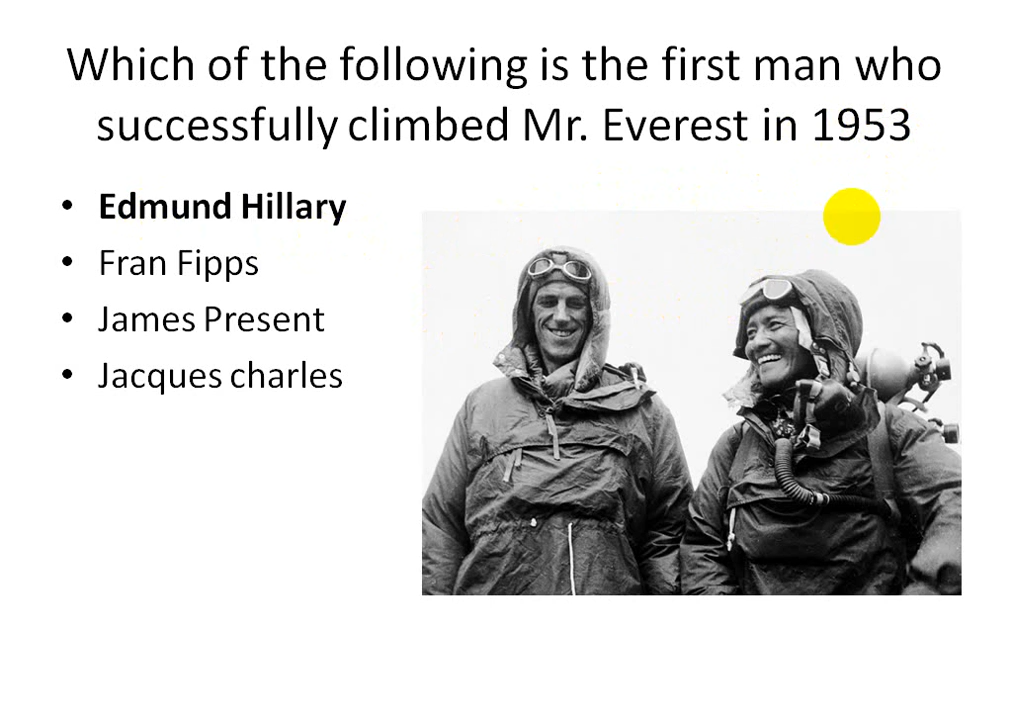 Which of the following is the first man who
successfully climbed Mr. Everest in 1953
• Edmund Hillary
• Fran Fipps
• James Present
• Jacques charles